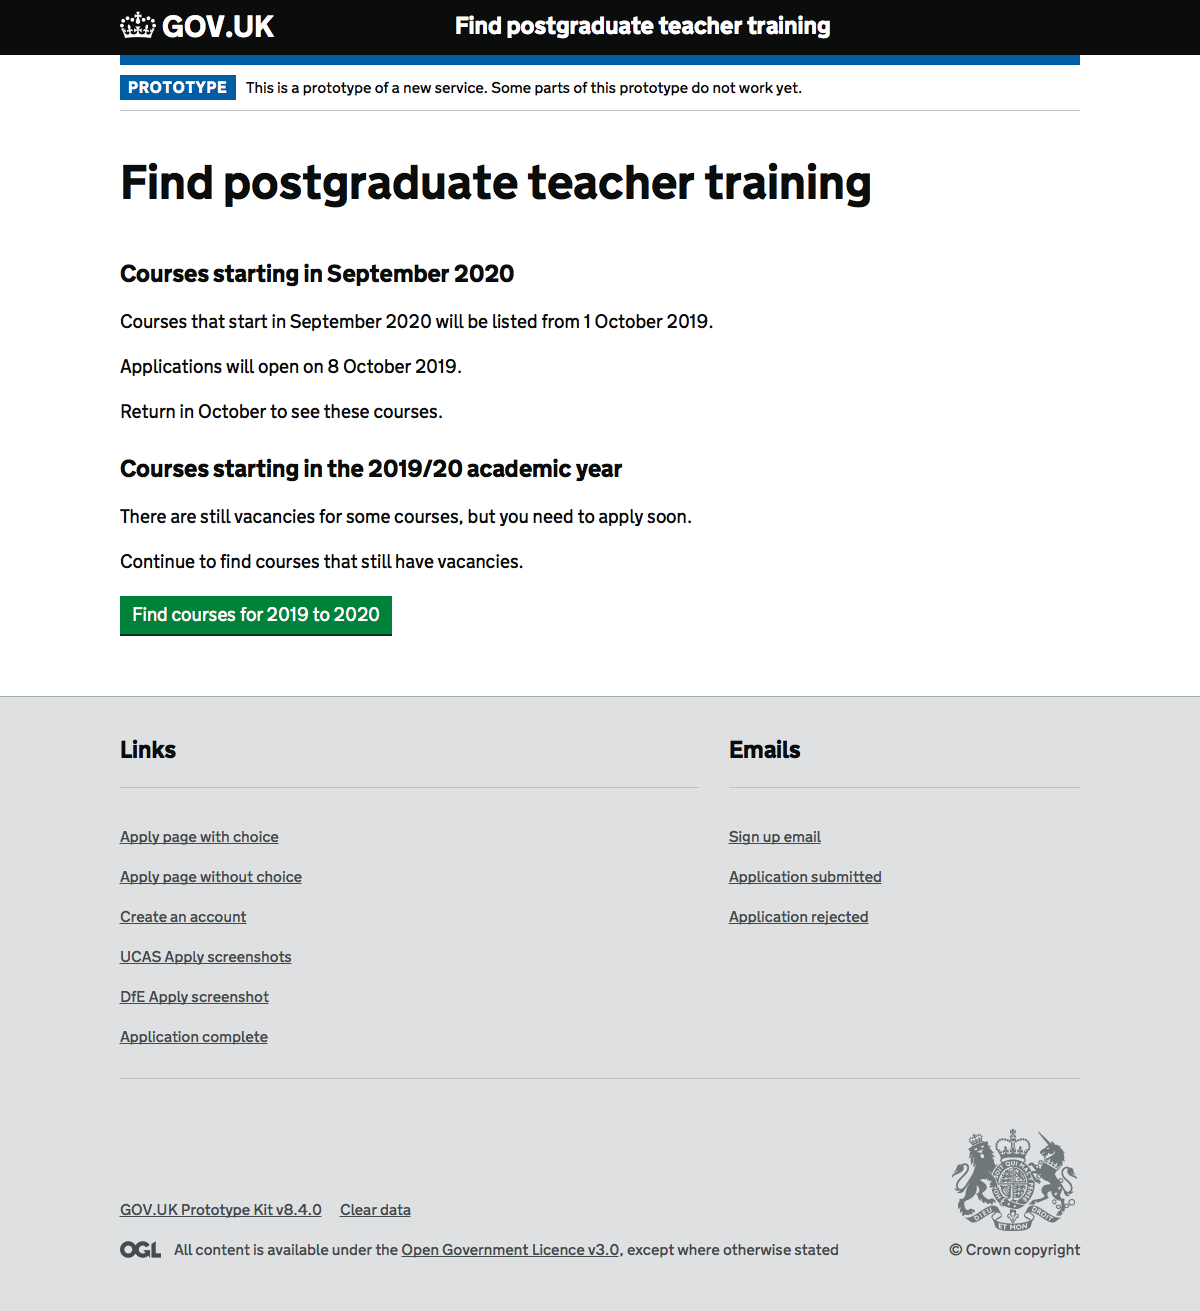 GOV.UK
Find postgraduate teacher training
PROTOTYPE This is a prototype of a new service. Some parts of this prototype do not work yet.
Find postgraduate teacher training
Courses starting in September 2020
Courses that start in September 2020 will be listed from 1 October 2019.
Applications will open on 8 October 2019.
Return in October to see these courses.
Courses starting in the 2019/20 academic year
There are still vacancies for some courses, but you need to apply soon.
Continue to find courses that still have vacancies.
Find courses for 2019 to 2020
Links
Apply page with choice
Apply page without choice
Create an account
UCAS Apply screenshots
DfE Apply screenshot
Application complete
Emails
Sign up email
Application submitted
Application rejected
GOV.UK Prototype Kit v8.4.0 Clear data
OGL All content is available under the Open Government Licence v3.0, except where otherwise stated
DIEU ET MON DROIT
© Crown copyright